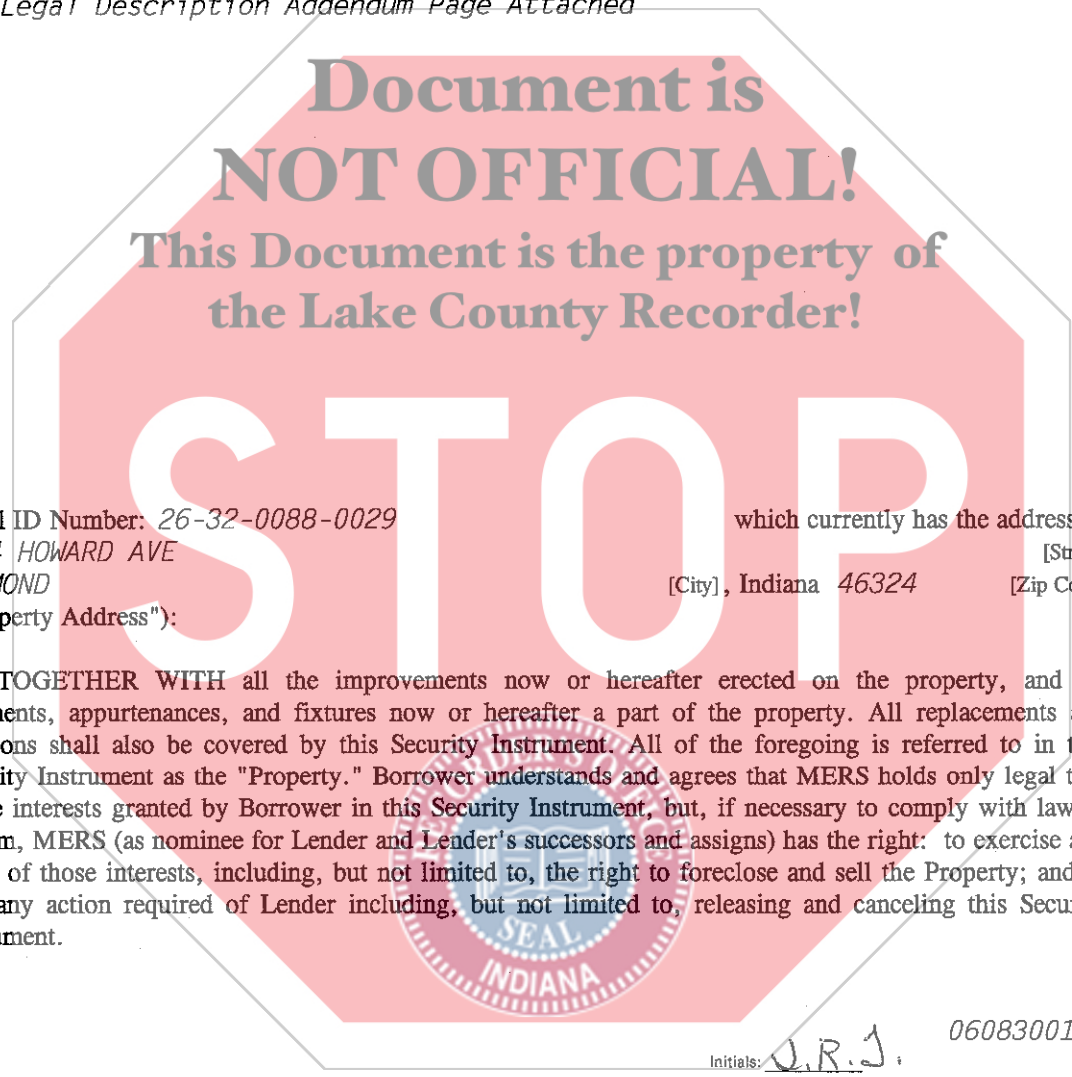 Legal Description Addendum Page Attached
Document is
NOT OFFICIAL!
This Document is the property of
the Lake County Recorder!
STOP
ID Number: 26-32-0088-0029 which currently has the address
HOWARD AVE [Str
MOND [City], Indiana 46324 [Zip Co
perty Address"):
TOGETHER WITH all the improvements now or hereafter erected on the property, and
ents, appurtenances, and fixtures now or hereafter a part of the property. All replacements a
ons shall also be covered by this Security Instrument. All of the foregoing is referred to in t
ity Instrument as the "Property." Borrower understands and agrees that MERS holds only legal t
e interests granted by Borrower in this Security Instrument, but, if necessary to comply with law
m, MERS (as nominee for Lender and Lender's successors and assigns) has the right: to exercise a
of those interests, including, but not limited to, the right to foreclose and sell the Property; and
any action required of Lender including, but not limited to, releasing and canceling this Secu
ument.
RECORDER'S OFFICE
SEAL
INDIANA
06083001
Initials: J.R.J.